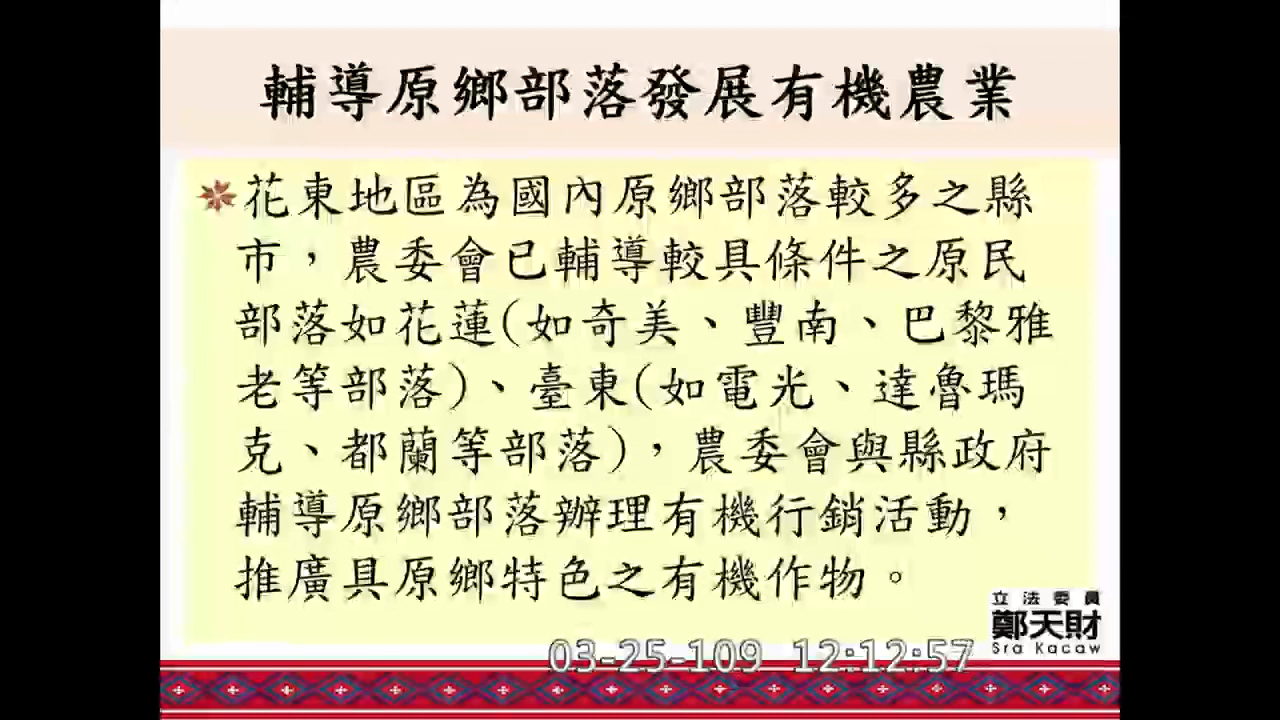 輔導原鄉部落發展有機農業
花東地區為國內原鄉部落較多之縣
市，農委會已輔導較具條件之原民
部落如花蓮(如奇美、豐南、巴黎雅
老等部落)、臺東(如電光、達魯瑪
克、都蘭等部落)，農委會與縣政府
輔導原鄉部落辦理有機行銷活動，
推廣具原鄉特色之有機作物。
立法委員
鄭天財
Sra Kacaw
03-25-109 12:12:57